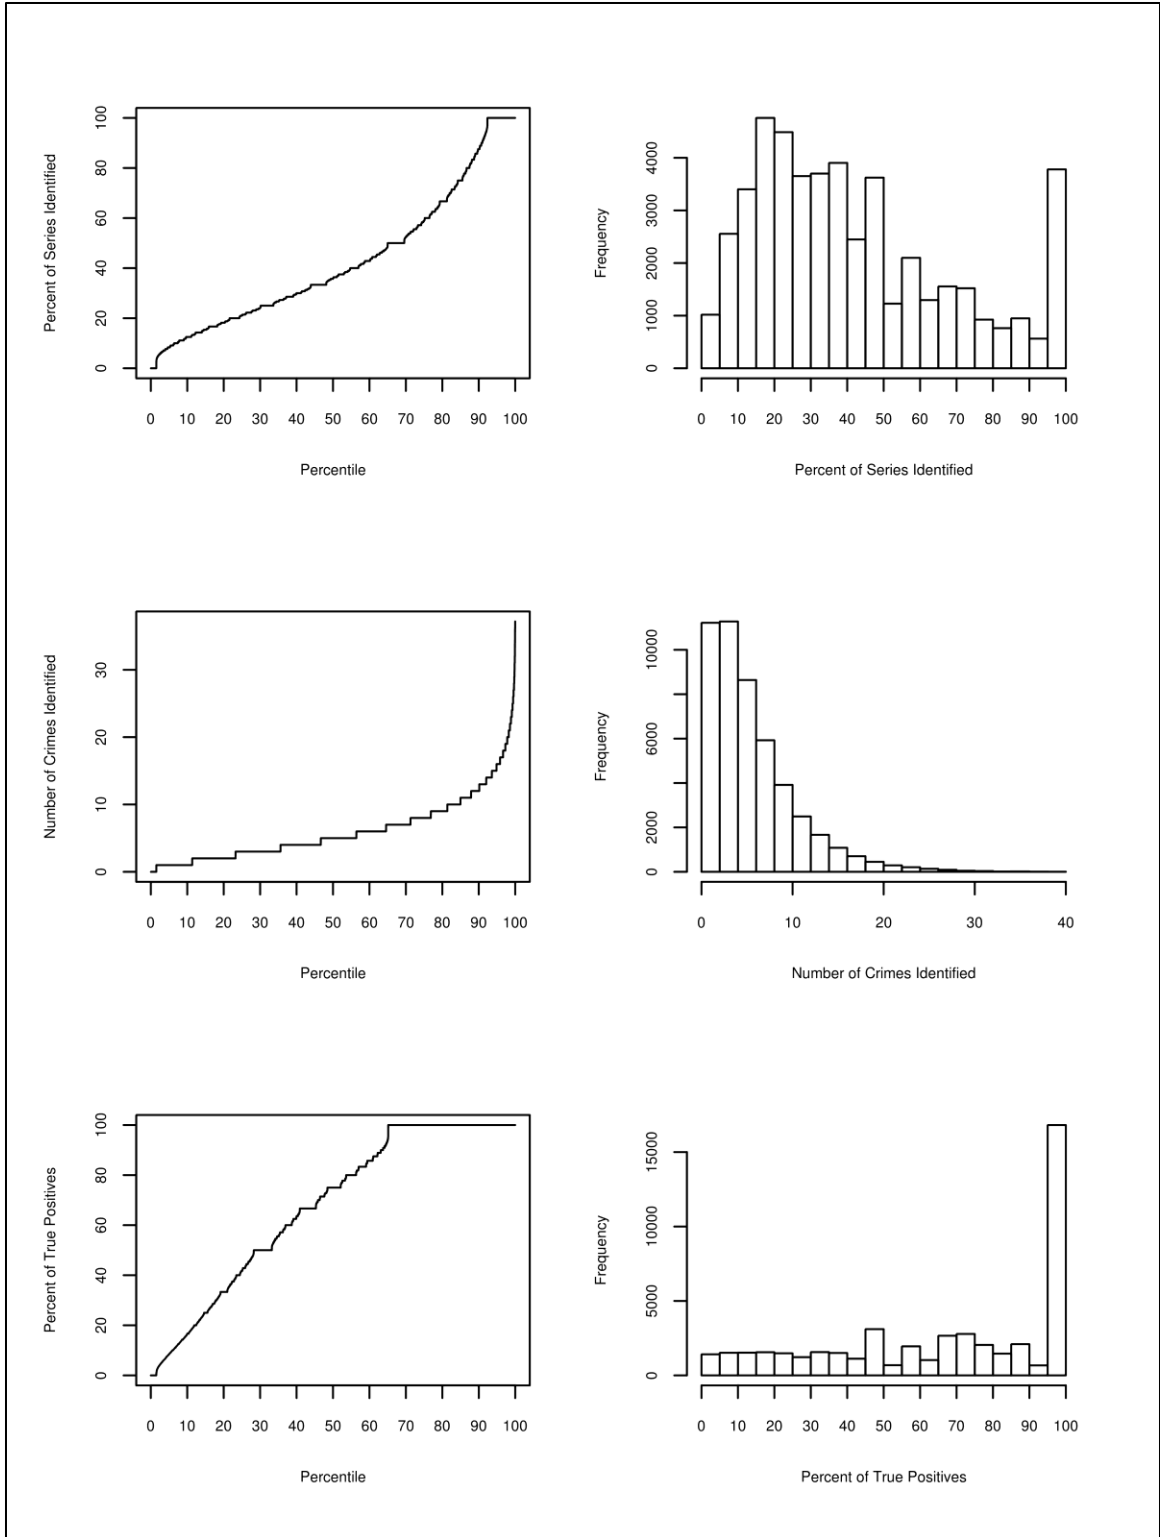 Percent of Series Identified
100
80
60
40
20
0
0 10 20 30 40 50 60 70 80 90 100
Percentile
Frequency
4000
3000
2000
1000
0
0 10 20 30 40 50 60 70 80 90 100
Percent of Series Identified
Number of Crimes Identified
30
20
10
0
0 10 20 30 40 50 60 70 80 90 100
Percentile
Frequency
10000
6000
2000
0
0 10 20 30 40
Number of Crimes Identified
Percent of True Positives
100
80
60
40
20
0
0 10 20 30 40 50 60 70 80 90 100
Percentile
Frequency
15000
10000
5000
0
0 10 20 30 40 50 60 70 80 90 100
Percent of True Positives